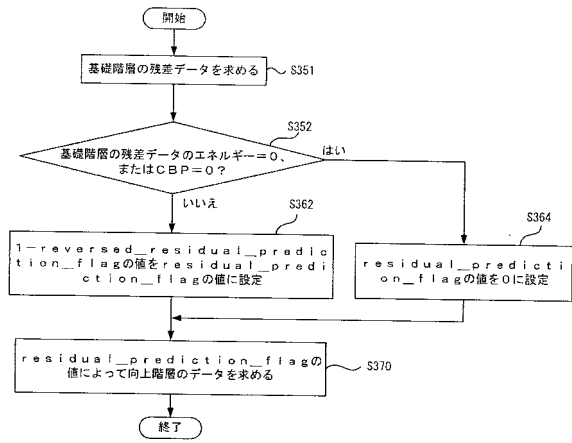 開始
基礎階層の残差データを求める
S351
S352
基礎階層の残差データのエネルギー=0、
またはCBP=0?
はい
いいえ
S362
1-reversed_residual_predic
tion_flagの値をresidual_predi
ction_flagの値に設定
S364
residual_predicti
on_flagの値を0に設定
residual_prediction_flagの
値によって向上階層のデータを求める
S370
終了